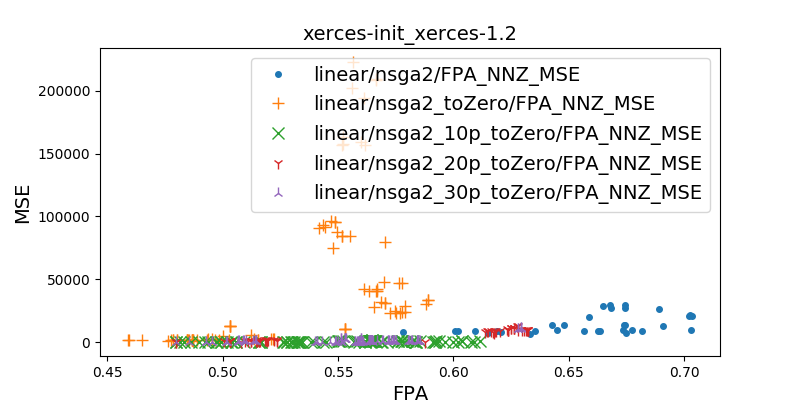 xerces-init_xerces-1.2
linear/nsga2/FPA_NNZ_MSE
linear/nsga2_toZero/FPA_NNZ_MSE
linear/nsga2_10p_toZero/FPA_NNZ_MSE
linear/nsga2_20p_toZero/FPA_NNZ_MSE
linear/nsga2_30p_toZero/FPA_NNZ_MSE
MSE
200000
150000
100000
50000
0
0.45 0.50 0.55 0.60 0.65 0.70
FPA